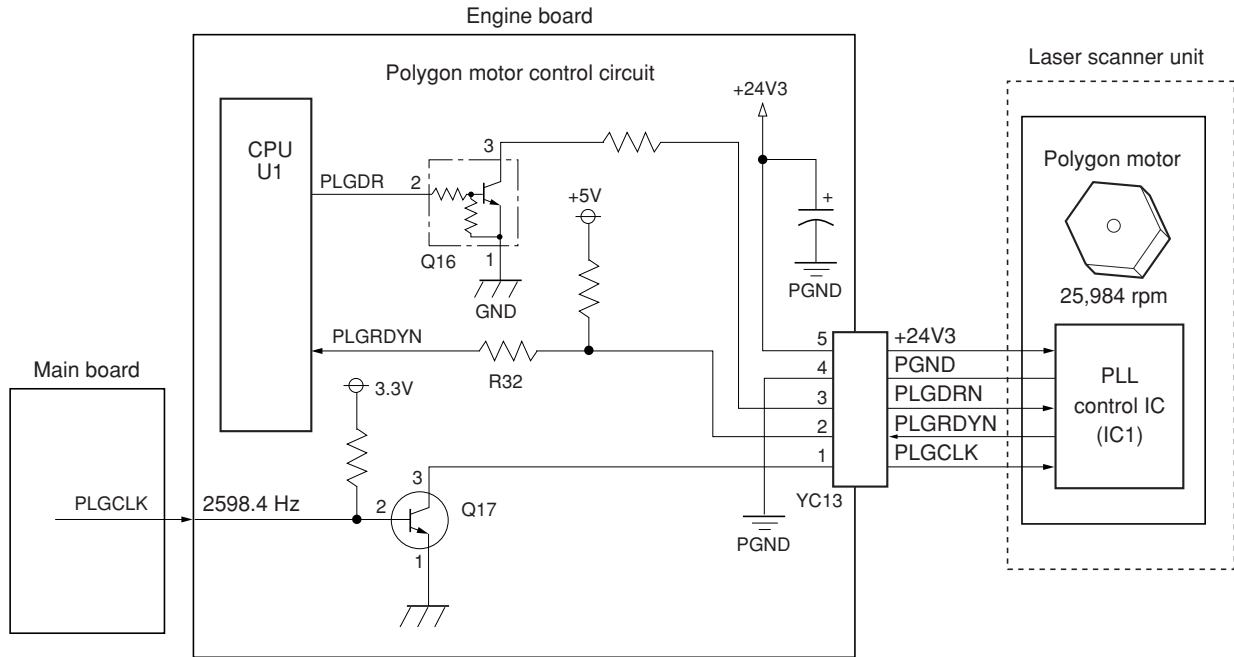 Engine board
Polygon motor control circuit
Laser scanner unit
+24V3
CPU
U1
3
PLGDR
2
+5V
+
Polygon motor
Q16
1
GND
PGND
25,984 rpm
PLGRDYN
R32
5
+24V3
Main board
4
PGND
PLL
3.3V
3
PLGDRN
control IC
2
PLGRDYN
(IC1)
1
PLGCLK
3
PLGCLK
2598.4 Hz
2
Q17
YC13
1
PGND